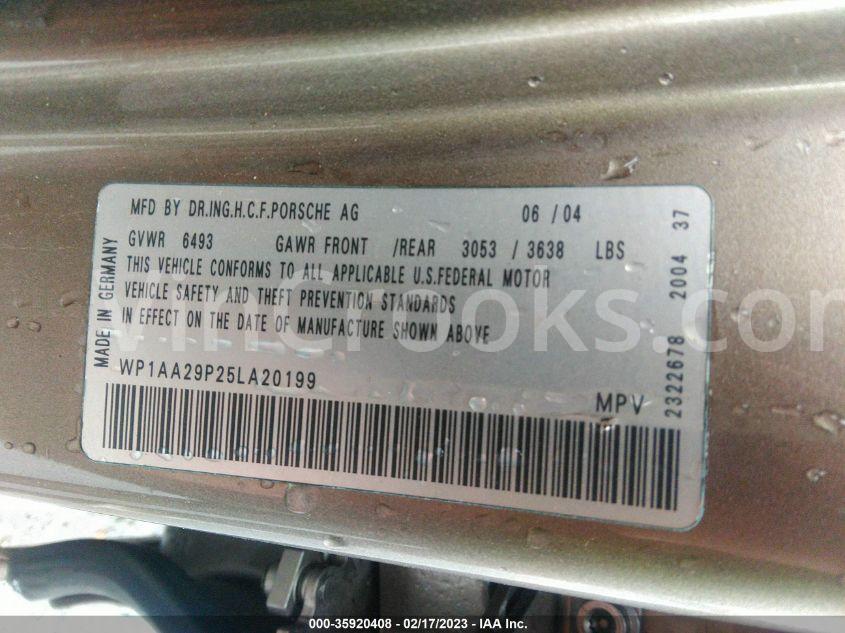 MFD BY DR.ING.H.C.F.PORSCHE AG 06 / 04
GVWR 6493 GAWR FRONT /REAR 3053 / 3638 LBS
THIS VEHICLE CONFORMS TO ALL APPLICABLE U.S.FEDERAL MOTOR
VEHICLE SAFETY AND THEFT PREVENTION STANDARDS
IN EFFECT ON THE DATE OF MANUFACTURE SHOWN ABOVE
WP1AA29P25LA20199
MPV
MADE IN GERMANY
2322678 2004 37
VinCrooks.com
000-35920408 - 02/17/2023 - IAA Inc.